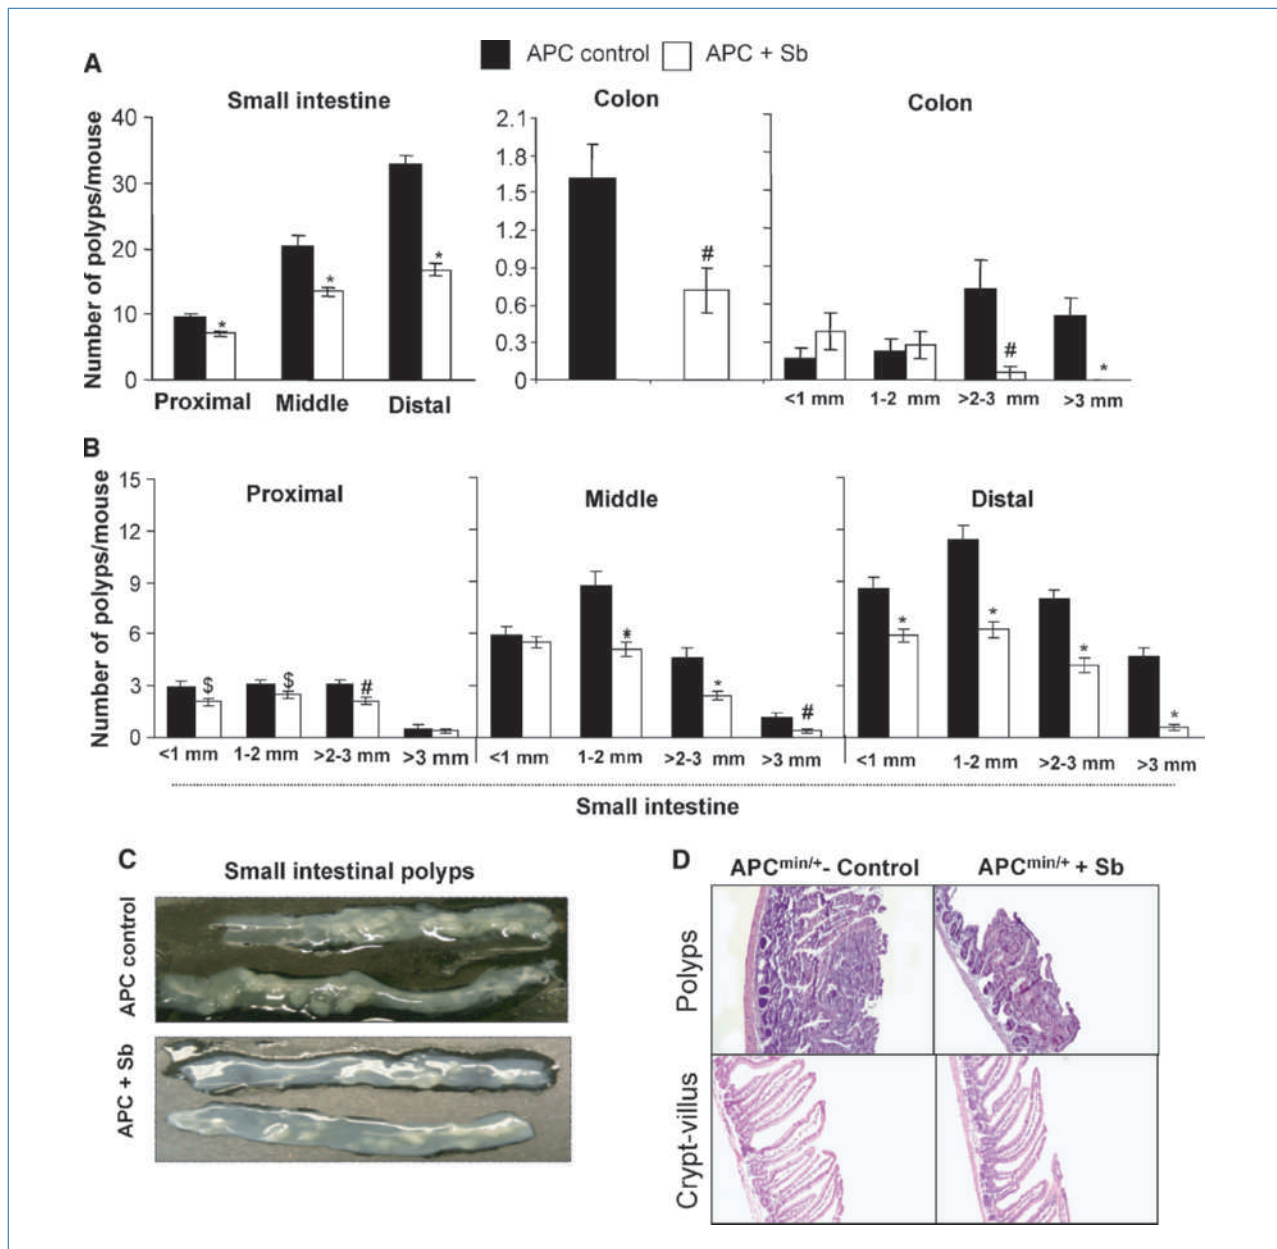 APC control APC + Sb
A
Small intestine Colon Colon
Number of polyps/mouse
40
30
20
10
0
Proximal Middle Distal
2.1
1.8
1.5
1.2
0.9
0.6
0.3
0
<1 mm 1-2 mm >2-3 mm >3 mm
* * * # # *
B
Number of polyps/mouse
15
12
9
6
3
0
Proximal Middle Distal
$ $ # * * # * * * *
<1 mm 1-2 mm >2-3 mm >3 mm <1 mm 1-2 mm >2-3 mm >3 mm <1 mm 1-2 mm >2-3 mm >3 mm
Small intestine
C
Small intestinal polyps
APC control
APC + Sb
D
APCmin/+- Control APCmin/+ + Sb
Polyps
Crypt-villus